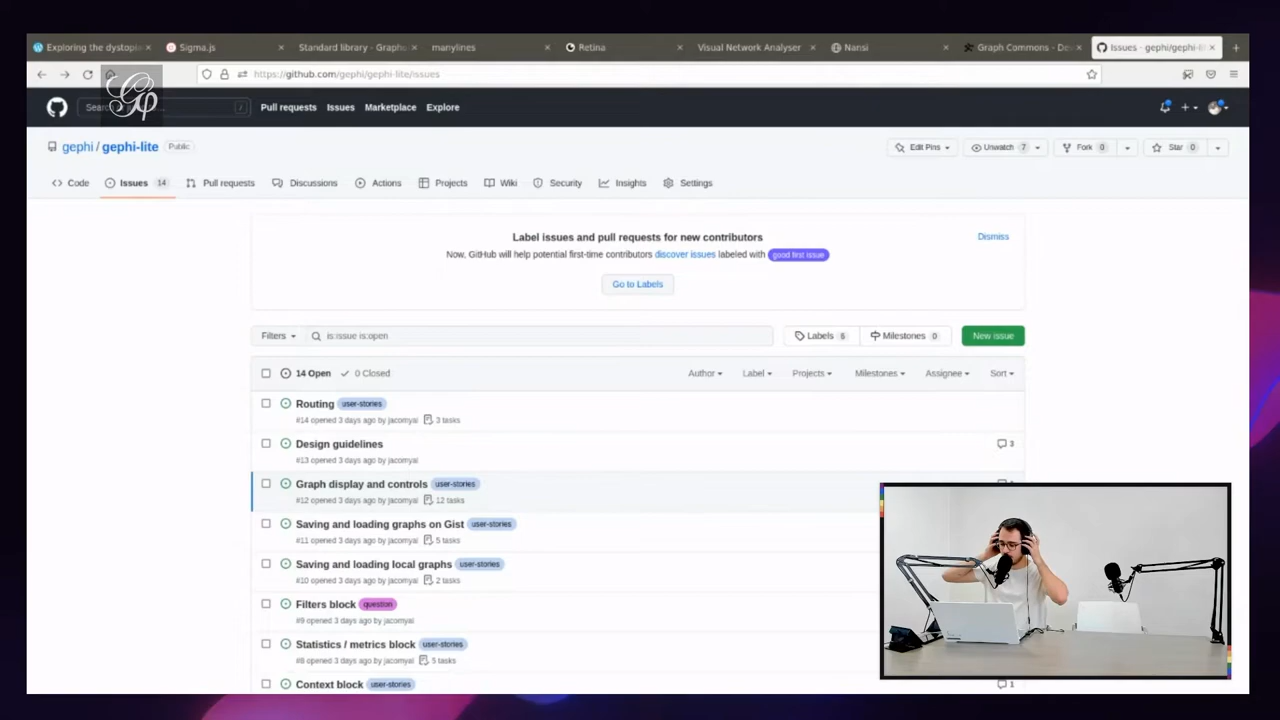 Exploring the dystopi
Sigma.js
Standard library - Graph
manylines
Retina
Visual Network Analyser
Nansi
Graph Commons - De
Issues · gephi/gephi-li
https://github.com/gephi/gephi-lite/issues
Pull requests Issues Marketplace Explore
gephi / gephi-lite Public
Edit Pins Unwatch 7 Fork 0 Star 0
Code Issues 14 Pull requests Discussions Actions Projects Wiki Security Insights Settings
Label issues and pull requests for new contributors
Dismiss
Now, GitHub will help potential first-time contributors discover issues labeled with good first issue
Go to Labels
Filters is:issue is:open Labels 6 Milestones 0 New issue
14 Open 0 Closed Author Label Projects Milestones Assignee Sort
Routing user-stories
#14 opened 3 days ago by jacomyal 3 tasks
Design guidelines 3
#13 opened 3 days ago by jacomyal
Graph display and controls user-stories
#12 opened 3 days ago by jacomyal 12 tasks
Saving and loading graphs on Gist user-stories
#11 opened 3 days ago by jacomyal 5 tasks
Saving and loading local graphs user-stories
#10 opened 3 days ago by jacomyal 2 tasks
Filters block question
#9 opened 3 days ago by jacomyal
Statistics / metrics block user-stories
#8 opened 3 days ago by jacomyal 5 tasks
Context block user-stories 1